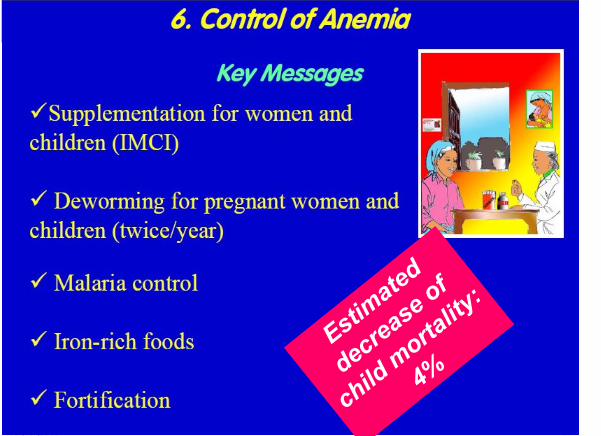 6. Control of Anemia
Key Messages
✓Supplementation for women and
children (IMCI)
✓ Deworming for pregnant women and
children (twice/year)
✓ Malaria control
✓ Iron-rich foods
✓ Fortification
Estimated
decrease of
child mortality:
4%